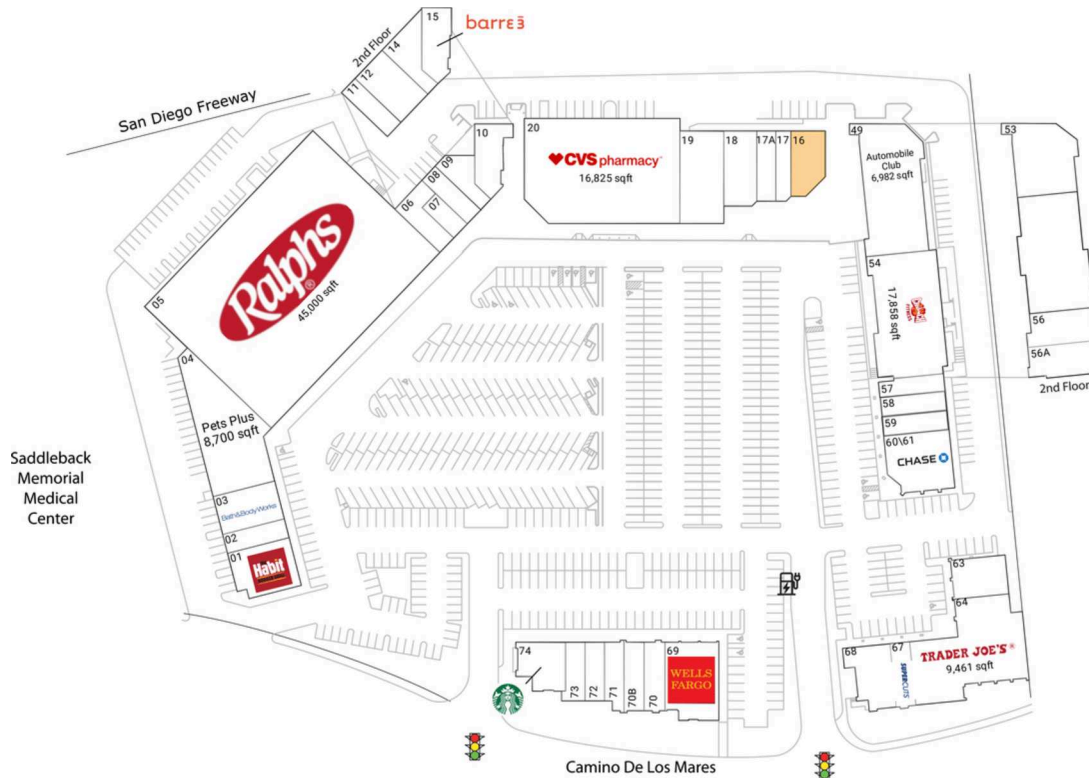 15
barre3
2nd Floor
14
12
11
San Diego Freeway
10
09
08
07
06
20
CVS pharmacy
16,825 sqft
19
18
17A
17
16
49
Automobile
Club
6,982 sqft
53
05
Ralphs
45,000 sqft
54
17,858 sqft
56
56A
2nd Floor
04
Pets Plus
8,700 sqft
57
58
59
60\61
CHASE
Saddleback
Memorial
Medical
Center
03
Bath&BodyWorks
02
01
The
Habit
63
64
TRADER JOE'S
9,461 sqft
68
67
SUPERCUTS
74
73
72
71
70B
70
69
WELLS
FARGO
Camino De Los Mares